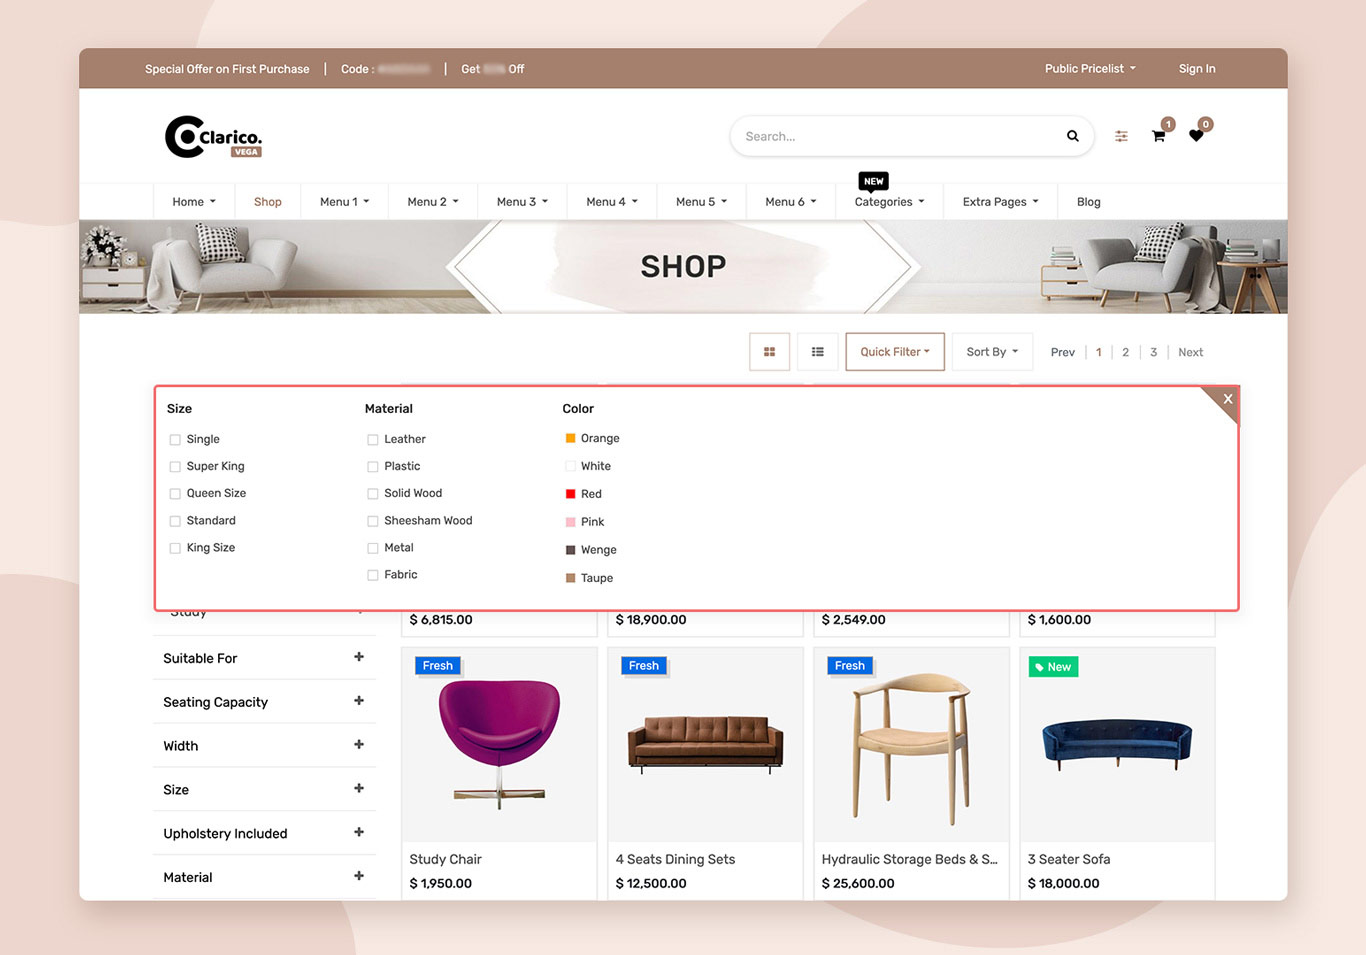 Special Offer on First Purchase | Code : | Get Off Public Pricelist Sign In
Clarico.
VEGA
Search...
1
0
NEW
Home Shop Menu 1 Menu 2 Menu 3 Menu 4 Menu 5 Menu 6 Categories Extra Pages Blog
SHOP
Quick Filter Sort By Prev | 1 | 2 | 3 | Next
X
Size
Single
Super King
Queen Size
Standard
King Size
Material
Leather
Plastic
Solid Wood
Sheesham Wood
Metal
Fabric
Color
Orange
White
Red
Pink
Wenge
Taupe
Study
Suitable For +
Seating Capacity +
Width +
Size +
Upholstery Included +
Material +
$ 6,815.00
$ 18,900.00
$ 2,549.00
$ 1,600.00
Fresh
Study Chair
$ 1,950.00
Fresh
4 Seats Dining Sets
$ 12,500.00
Fresh
Hydraulic Storage Beds & S...
$ 25,600.00
New
3 Seater Sofa
$ 18,000.00